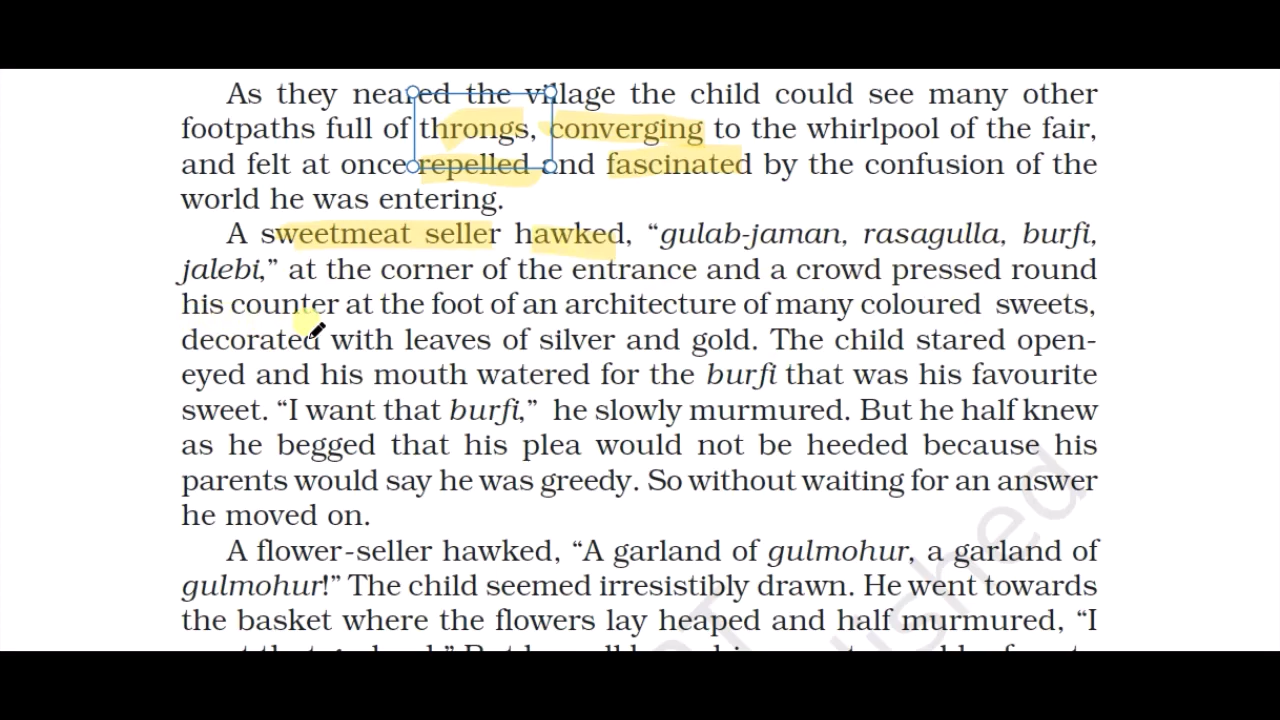 As they neared the village the child could see many other
footpaths full of throngs, converging to the whirlpool of the fair,
and felt at once repelled and fascinated by the confusion of the
world he was entering.
A sweetmeat seller hawked, “gulab-jaman, rasagulla, burfi,
jalebi,” at the corner of the entrance and a crowd pressed round
his counter at the foot of an architecture of many coloured sweets,
decorated with leaves of silver and gold. The child stared open-
eyed and his mouth watered for the burfi that was his favourite
sweet. “I want that burfi,” he slowly murmured. But he half knew
as he begged that his plea would not be heeded because his
parents would say he was greedy. So without waiting for an answer
he moved on.
A flower-seller hawked, “A garland of gulmohur, a garland of
gulmohur!” The child seemed irresistibly drawn. He went towards
the basket where the flowers lay heaped and half murmured, “I